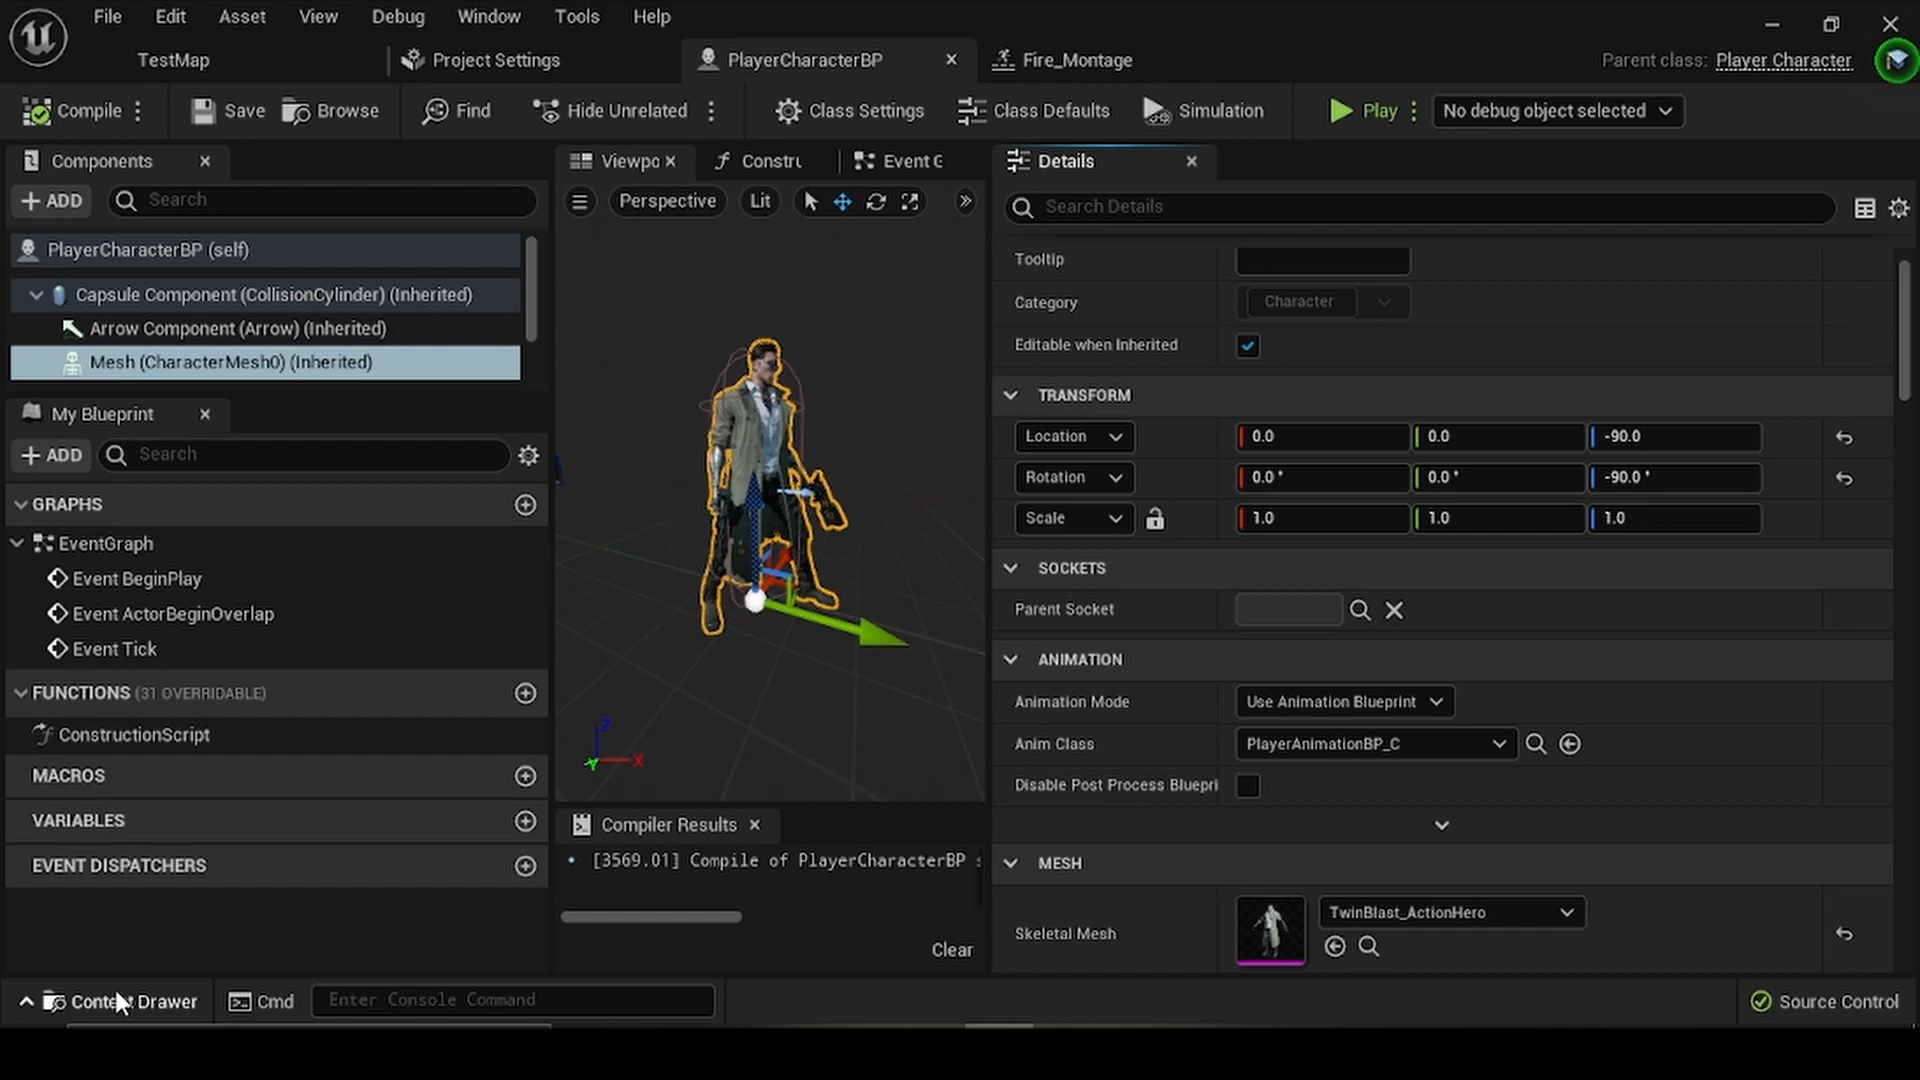 File Edit Asset View Debug Window Tools Help
TestMap Project Settings PlayerCharacterBP Fire_Montage Parent class: Player Character
Compile Save Browse Find Hide Unrelated Class Settings Class Defaults Simulation Play No debug object selected
Components
ADD Search
PlayerCharacterBP (self)
Capsule Component (CollisionCylinder) (Inherited)
Arrow Component (Arrow) (Inherited)
Mesh (CharacterMesh0) (Inherited)
My Blueprint
ADD Search
GRAPHS
EventGraph
Event BeginPlay
Event ActorBeginOverlap
Event Tick
FUNCTIONS (31 OVERRIDABLE)
ConstructionScript
MACROS
VARIABLES
EVENT DISPATCHERS
Viewpo Constru Event G
Perspective Lit
Z
X
Y
Compiler Results
[3569.01] Compile of PlayerCharacterBP
Clear
Details
Search Details
Tooltip
Category Character
Editable when Inherited
TRANSFORM
Location 0.0 0.0 -90.0
Rotation 0.0 ° 0.0 ° -90.0 °
Scale 1.0 1.0 1.0
SOCKETS
Parent Socket
ANIMATION
Animation Mode Use Animation Blueprint
Anim Class PlayerAnimationBP_C
Disable Post Process Bluepri
MESH
Skeletal Mesh TwinBlast_ActionHero
Content Drawer Cmd Enter Console Command Source Control